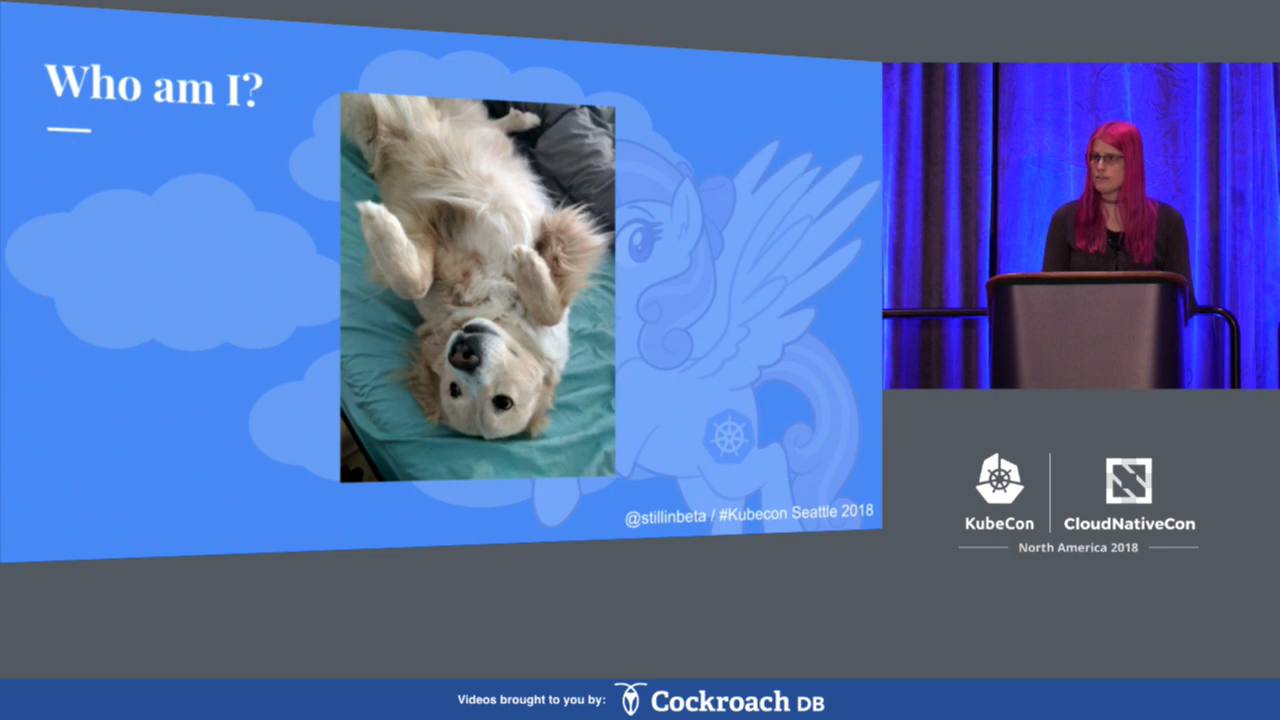 Who am I?
@stillinbeta / #Kubecon Seattle 2018
KubeCon
CloudNativeCon
North America 2018
Videos brought to you by:
Cockroach DB